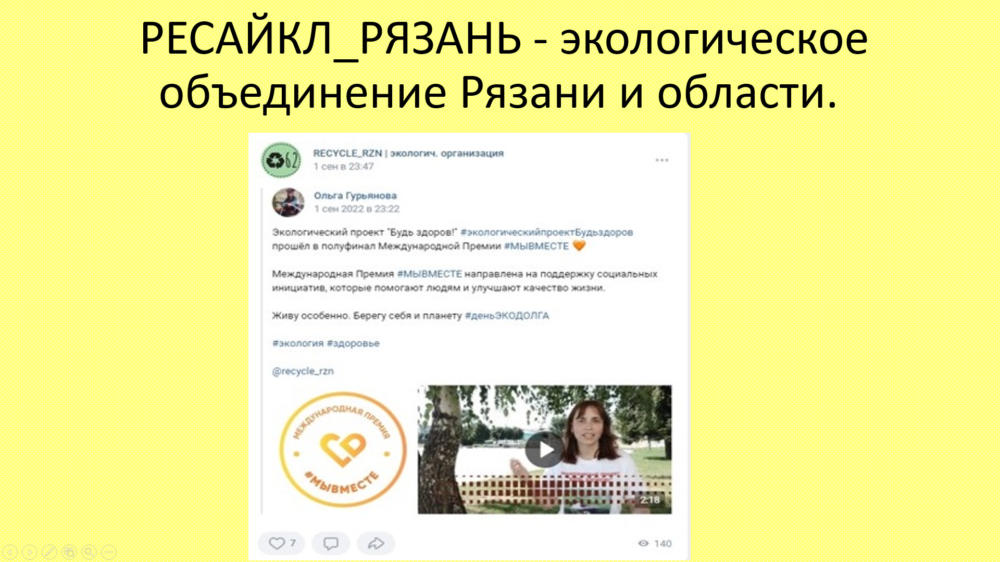 РЕСАЙКЛ_РЯЗАНЬ - экологическое
объединение Рязани и области.
62
RECYCLE_RZN | экологич. организация
1 сен в 23:47
Ольга Гурьянова
1 сен 2022 в 23:22
Экологический проект "Будь здоров!" #экологическийпроектБудьздоров
прошёл в полуфинал Международной Премии #МЫВМЕСТЕ 🧡
Международная Премия #МЫВМЕСТЕ направлена на поддержку социальных
инициатив, которые помогают людям и улучшают качество жизни.
Живу особенно. Берегу себя и планету #деньЭКОДОЛГА
#экология #здоровье
@recycle_rzn
МЕЖДУНАРОДНАЯ ПРЕМИЯ
#МЫВМЕСТЕ
2:18
7
140